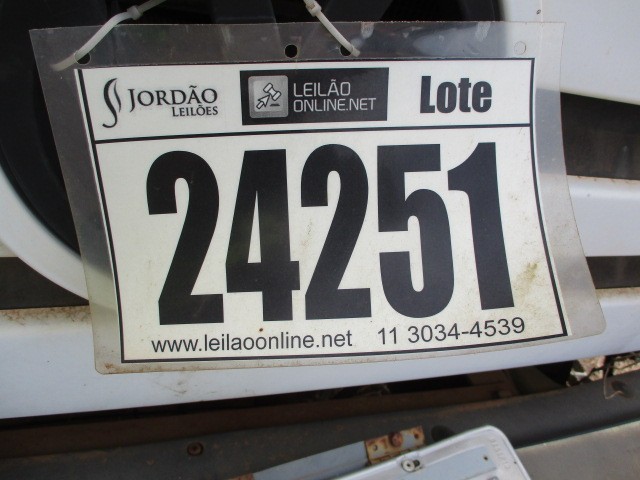 JORDÃO
LEILÕES
LEILÃO
ONLINE.NET
Lote
24251
www.leilaoonline.net 11 3034-4539